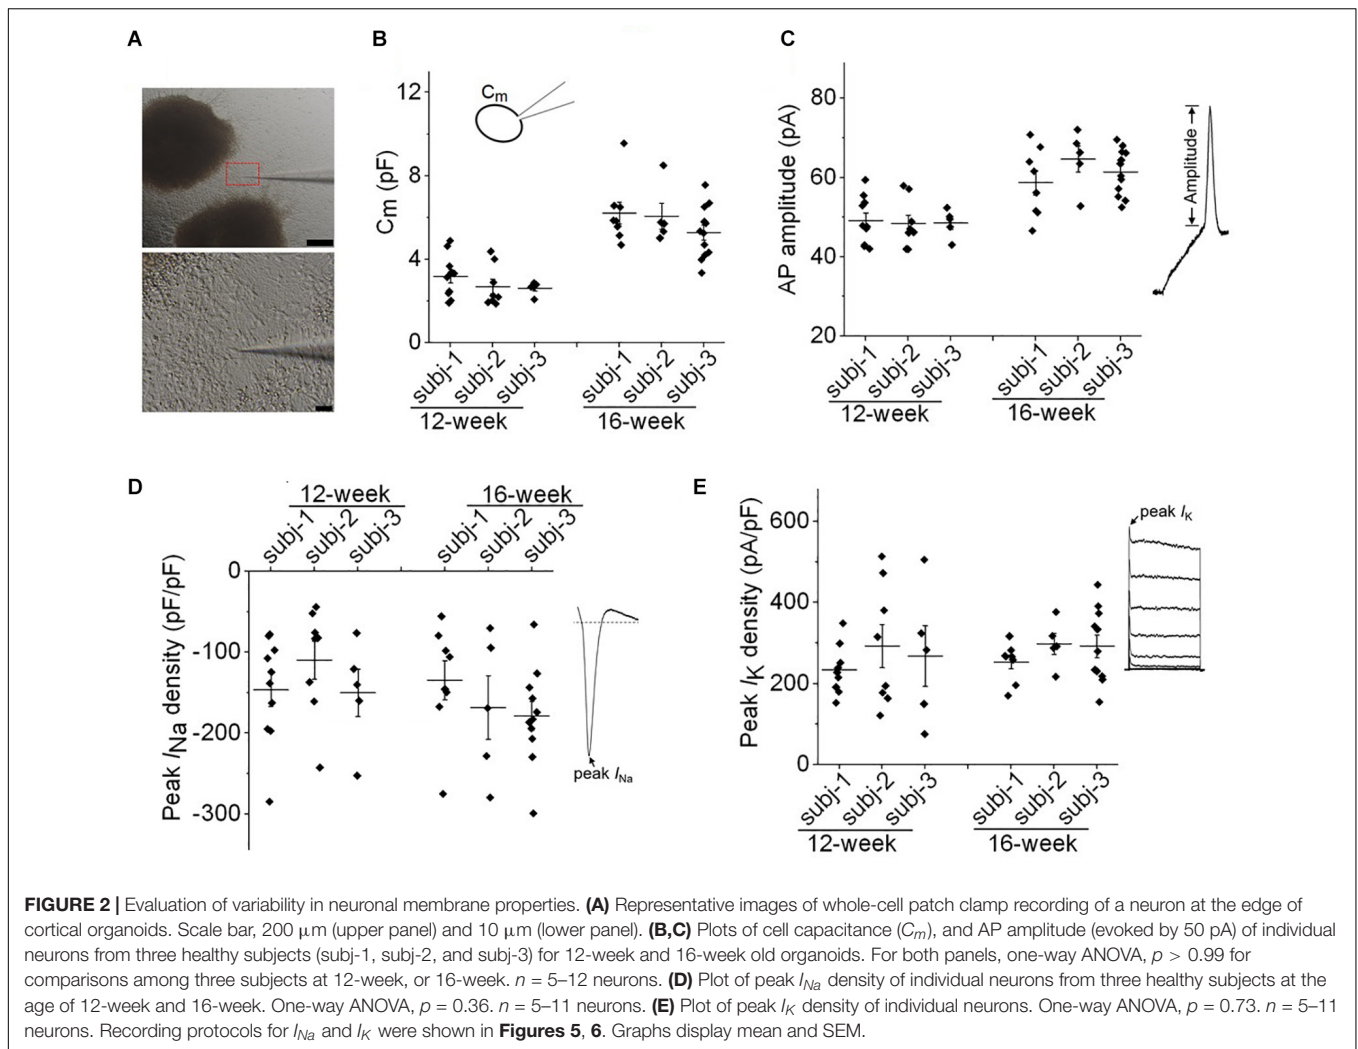 A
B
Cm (pF)
12
8
4
0
Cm
subj-1
subj-2
subj-3
subj-1
subj-2
subj-3
12-week
16-week
C
AP amplitude (pA)
80
60
40
20
subj-1
subj-2
subj-3
subj-1
subj-2
subj-3
12-week
16-week
Amplitude
D
12-week
16-week
subj-1
subj-2
subj-3
subj-1
subj-2
subj-3
Peak INa density (pF/pF)
0
-100
-200
-300
peak INa
E
Peak IK density (pA/pF)
600
400
200
0
subj-1
subj-2
subj-3
subj-1
subj-2
subj-3
12-week
16-week
peak IK
FIGURE 2 | Evaluation of variability in neuronal membrane properties. (A) Representative images of whole-cell patch clamp recording of a neuron at the edge of
cortical organoids. Scale bar, 200 μm (upper panel) and 10 μm (lower panel). (B,C) Plots of cell capacitance (Cm), and AP amplitude (evoked by 50 pA) of individual
neurons from three healthy subjects (subj-1, subj-2, and subj-3) for 12-week and 16-week old organoids. For both panels, one-way ANOVA, p > 0.99 for
comparisons among three subjects at 12-week, or 16-week. n = 5–12 neurons. (D) Plot of peak INa density of individual neurons from three healthy subjects at the
age of 12-week and 16-week. One-way ANOVA, p = 0.36. n = 5–11 neurons. (E) Plot of peak IK density of individual neurons. One-way ANOVA, p = 0.73. n = 5–11
neurons. Recording protocols for INa and IK were shown in Figures 5, 6. Graphs display mean and SEM.